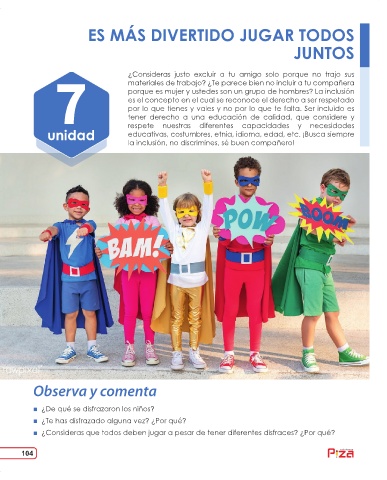 ES MÁS DIVERTIDO JUGAR TODOS
JUNTOS
7
unidad
¿Consideras justo excluir a tu amigo solo porque no trajo sus
materiales de trabajo? ¿Te parece bien no incluir a tu compañera
porque es mujer y ustedes son un grupo de hombres? La inclusión
es el concepto en el cual se reconoce el derecho a ser respetado
por lo que tienes y vales y no por lo que te falta. Ser incluido es
tener derecho a una educación de calidad, que considere y
respete nuestras diferentes capacidades y necesidades
educativas, costumbres, etnia, idioma, edad, etc. ¡Busca siempre
la inclusión, no discrimines, sé buen compañero!
BAM!
POW
BOOM
rawpixel
Observa y comenta
■ ¿De qué se disfrazaron los niños?
■ ¿Te has disfrazado alguna vez? ¿Por qué?
■ ¿Consideras que todos deben jugar a pesar de tener diferentes disfraces? ¿Por qué?
104